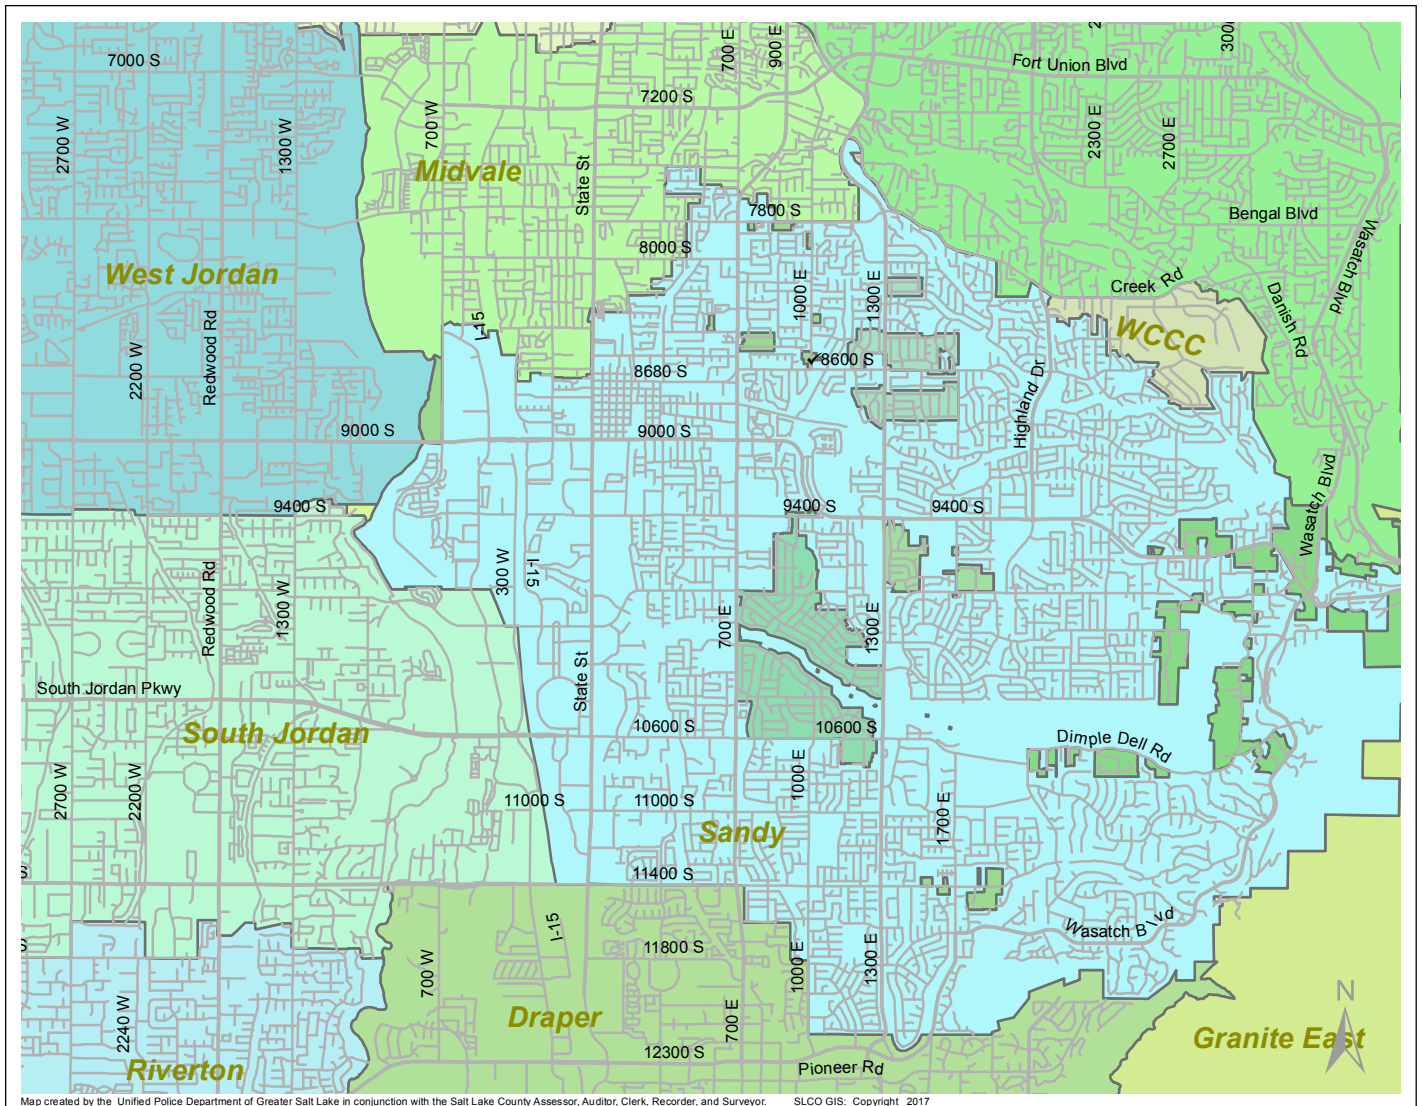 7000 S
Fort Union Blvd
700 E
900 E
2
300
7200 S
2700 W
1300 W
700 W
Midvale
State St
2300 E
2700 E
7800 S
Bengal Blvd
Wasatch Blvd
8000 S
West Jordan
Creek Rd
1000 E
1300 E
Danish Rd
I-15
WCCC
Redwood Rd
2200 W
8680 S
8600 S
Highland Dr
9000 S
9000 S
9400 S
9400 S
9400 S
Wasatch Blvd
300 W
I-15
Redwood Rd
1300 W
700 E
1300 E
State St
South Jordan Pkwy
South Jordan
10600 S
10600 S
Dimple Dell Rd
2700 W
2200 W
1000 E
11000 S
11000 S
Sandy
1700 E
11400 S
S
Wasatch Blvd
I-15
11800 S
S
700 W
1000 E
1300 E
N
2240 W
Draper
700 E
Granite East
12300 S
Riverton
Pioneer Rd
Map created by the Unified Police Department of Greater Salt Lake in conjunction with the Salt Lake County Assessor, Auditor, Clerk, Recorder, and Surveyor. SLCO GIS: Copyright 2017